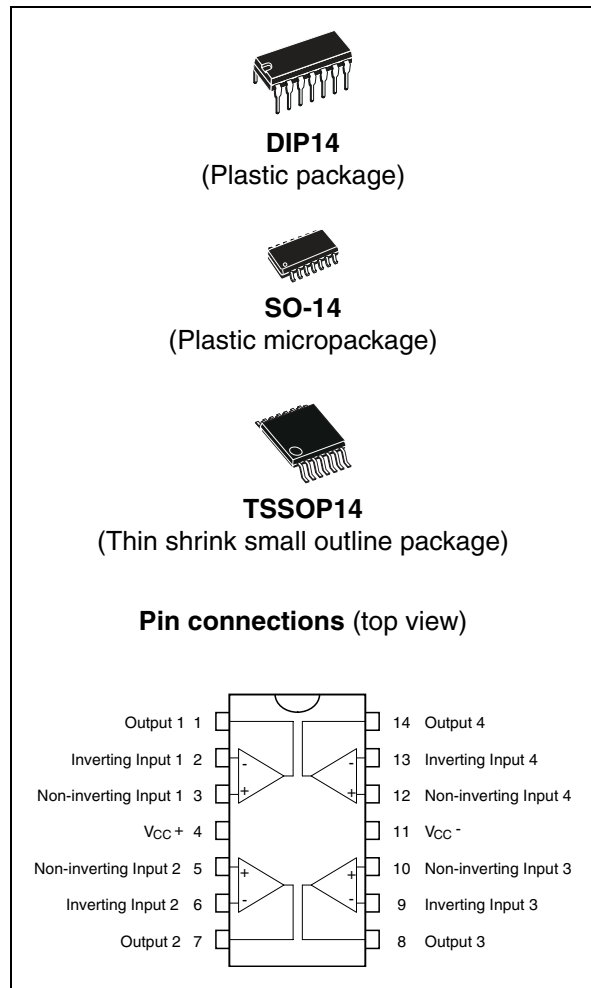 DIP14
(Plastic package)
SO-14
(Plastic micropackage)
TSSOP14
(Thin shrink small outline package)
Pin connections (top view)
Output 1 1 14 Output 4
Inverting Input 1 2 - - 13 Inverting Input 4
Non-inverting Input 1 3 + + 12 Non-inverting Input 4
VCC + 4 11 VCC -
Non-inverting Input 2 5 + + 10 Non-inverting Input 3
Inverting Input 2 6 - - 9 Inverting Input 3
Output 2 7 8 Output 3